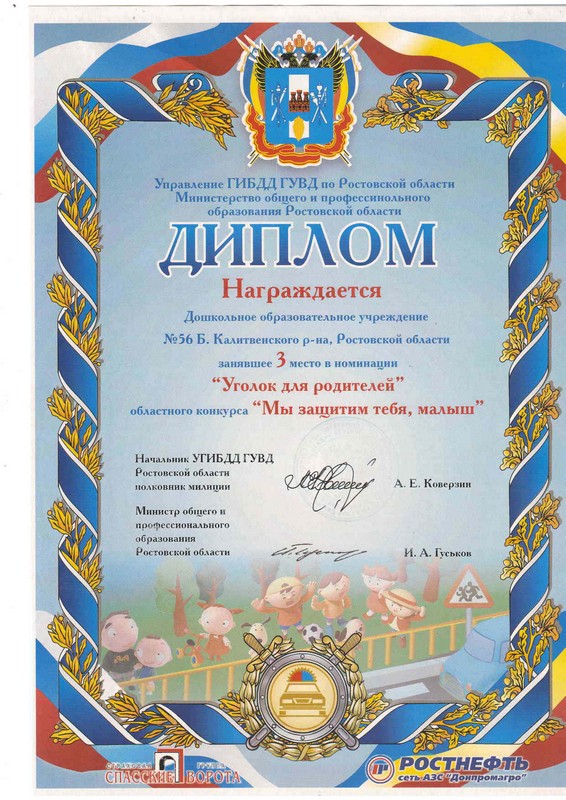 Управление ГИБДД ГУВД по Ростовской области
Министерство общего и профессинольного
образования Ростовской области
ДИПЛОМ
Награждается
Дошкольное образовательное учреждение
№56 Б. Калитвенского р-на, Ростовской области
занявшее 3 место в номинации
“Уголок для родителей”
областного конкурса “Мы защитим тебя, малыш”
Начальник УГИБДД ГУВД
Ростовской области
полковник милиции
А. Е. Коверзин
Министр общего и
профессионального
образования
Ростовской области
И. А. Гуськов
СТРАХОВАЯ ГРУППА
СПАССКИЕ ВОРОТА
РОСТНЕФТЬ
сеть АЗС "Донпромагро"